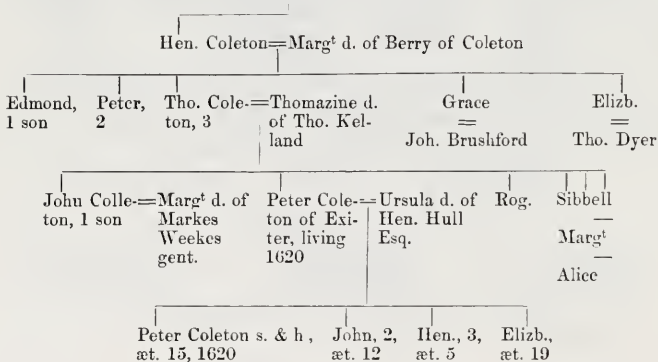 Hen. Coleton=Margᵗ d. of Berry of Coleton
Edmond, 1 son
Peter, 2
Tho. Cole-ton, 3
=Thomazine d. of Tho. Kel-land
Grace
=
Joh. Brushford
Elizb.
=
Tho. Dyer
John Colle-ton, 1 son
=Margᵗ d. of Markes Weekes gent.
Peter Cole-ton of Exi-ter, living 1620
=Ursula d. of Hen. Hull Esq.
Rog.
Sibbell
—
Margᵗ
—
Alice
Peter Coleton s. & h, æt. 15, 1620
John, 2, æt. 12
Hen., 3, æt. 5
Elizb., æt. 19